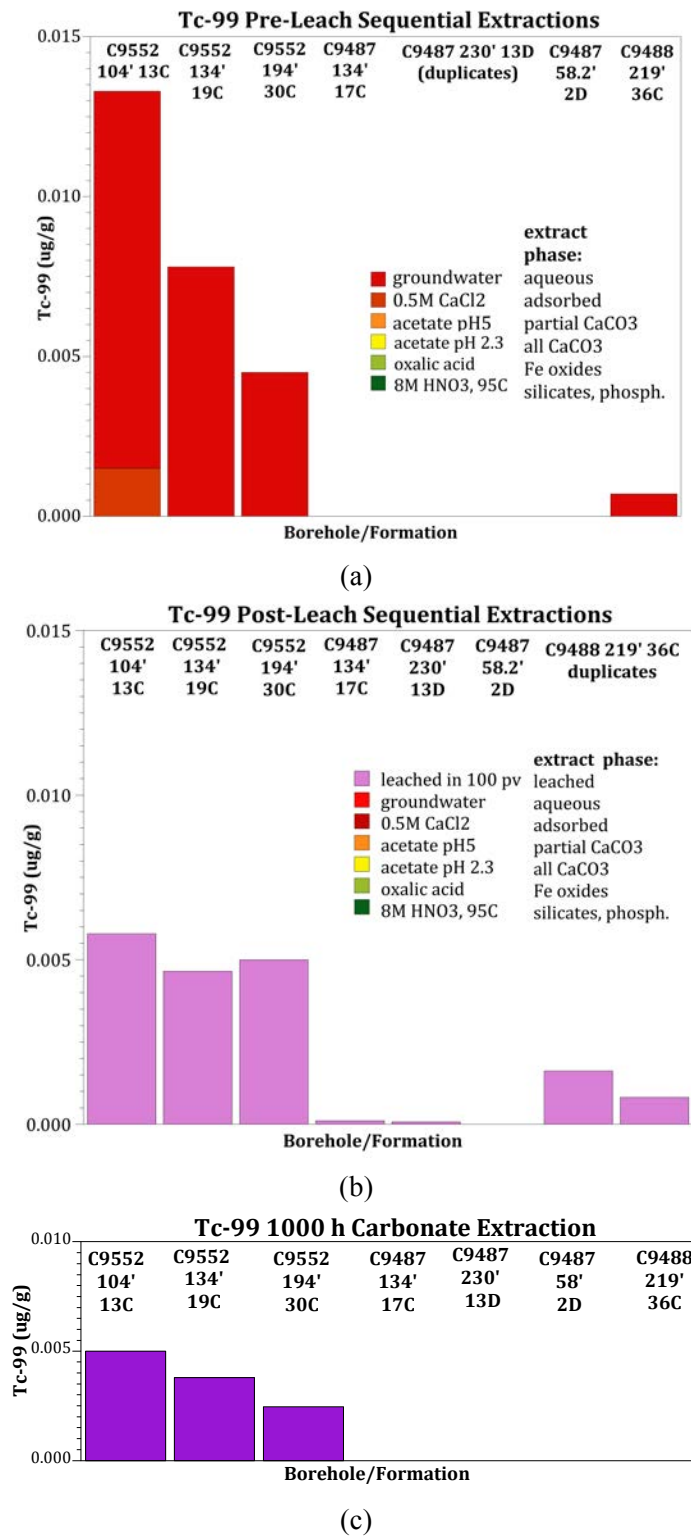 Tc-99 Pre-Leach Sequential Extractions
0.015
C9552 C9552 C9552 C9487 C9487 230' 13D C9487 C9488
104' 13C 134' 194' 134' (duplicates) 58.2' 219'
19C 30C 17C 2D 36C
0.010
Tc-99 (ug/g)
extract
phase:
groundwater aqueous
0.5M CaCl2 adsorbed
acetate pH5 partial CaCO3
0.005
acetate pH 2.3 all CaCO3
oxalic acid Fe oxides
8M HNO3, 95C silicates, phosph.
0.000
Borehole/Formation
(a)
Tc-99 Post-Leach Sequential Extractions
0.015
C9552 C9552 C9552 C9487 C9487 C9487 C9488 219' 36C
104' 134' 194' 134' 230' 58.2' duplicates
13C 19C 30C 17C 13D 2D
extract phase:
0.010
leached in 100 pv leached
groundwater aqueous
Tc-99 (ug/g)
0.5M CaCl2 adsorbed
acetate pH5 partial CaCO3
acetate pH 2.3 all CaCO3
oxalic acid Fe oxides
8M HNO3, 95C silicates, phosph.
0.005
0.000
Borehole/Formation
(b)
Tc-99 1000 h Carbonate Extraction
0.010
C9552 C9552 C9552 C9487 C9487 C9487 C9488
104' 134' 194' 134' 230' 58' 219'
13C 19C 30C 17C 13D 2D 36C
Tc-99 (ug/g)
0.005
0.000
Borehole/Formation
(c)